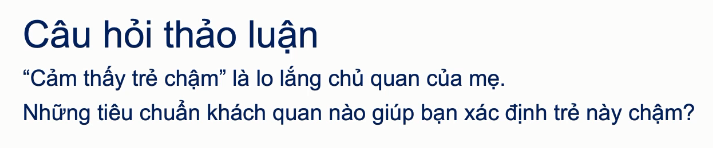 Câu hỏi thảo luận
“Cảm thấy trẻ chậm” là lo lắng chủ quan của mẹ.
Những tiêu chuẩn khách quan nào giúp bạn xác định trẻ này chậm?